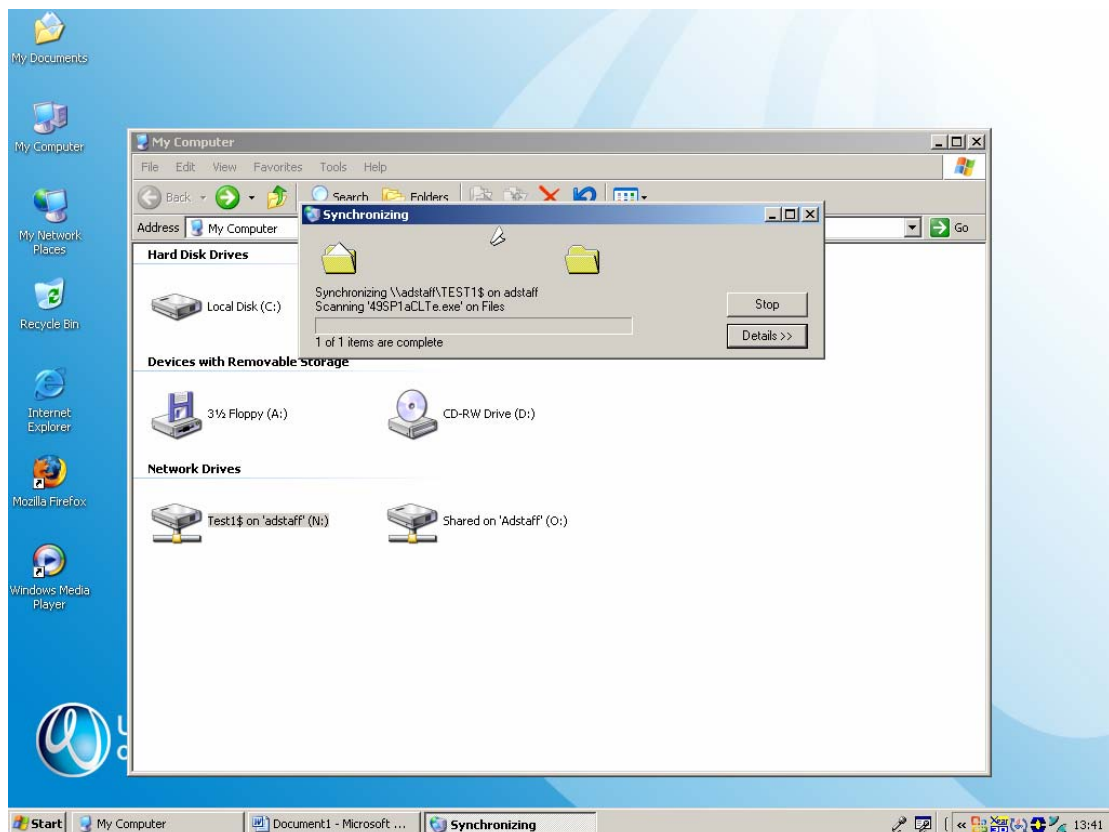 My Documents
My Computer
My Network
Places
Recycle Bin
Internet
Explorer
Mozilla Firefox
Windows Media
Player
My Computer
File Edit View Favorites Tools Help
Back Search Folders
Address My Computer Go
Synchronizing
Synchronizing \\adstaff\TEST1$ on adstaff
Scanning '49SP1aCLTe.exe' on Files
1 of 1 items are complete
Stop
Details >>
Hard Disk Drives
Local Disk (C:)
Devices with Removable Storage
3½ Floppy (A:)
CD-RW Drive (D:)
Network Drives
Test1$ on 'adstaff' (N:)
Shared on 'Adstaff' (O:)
Start My Computer Document1 - Microsoft ... Synchronizing 13:41